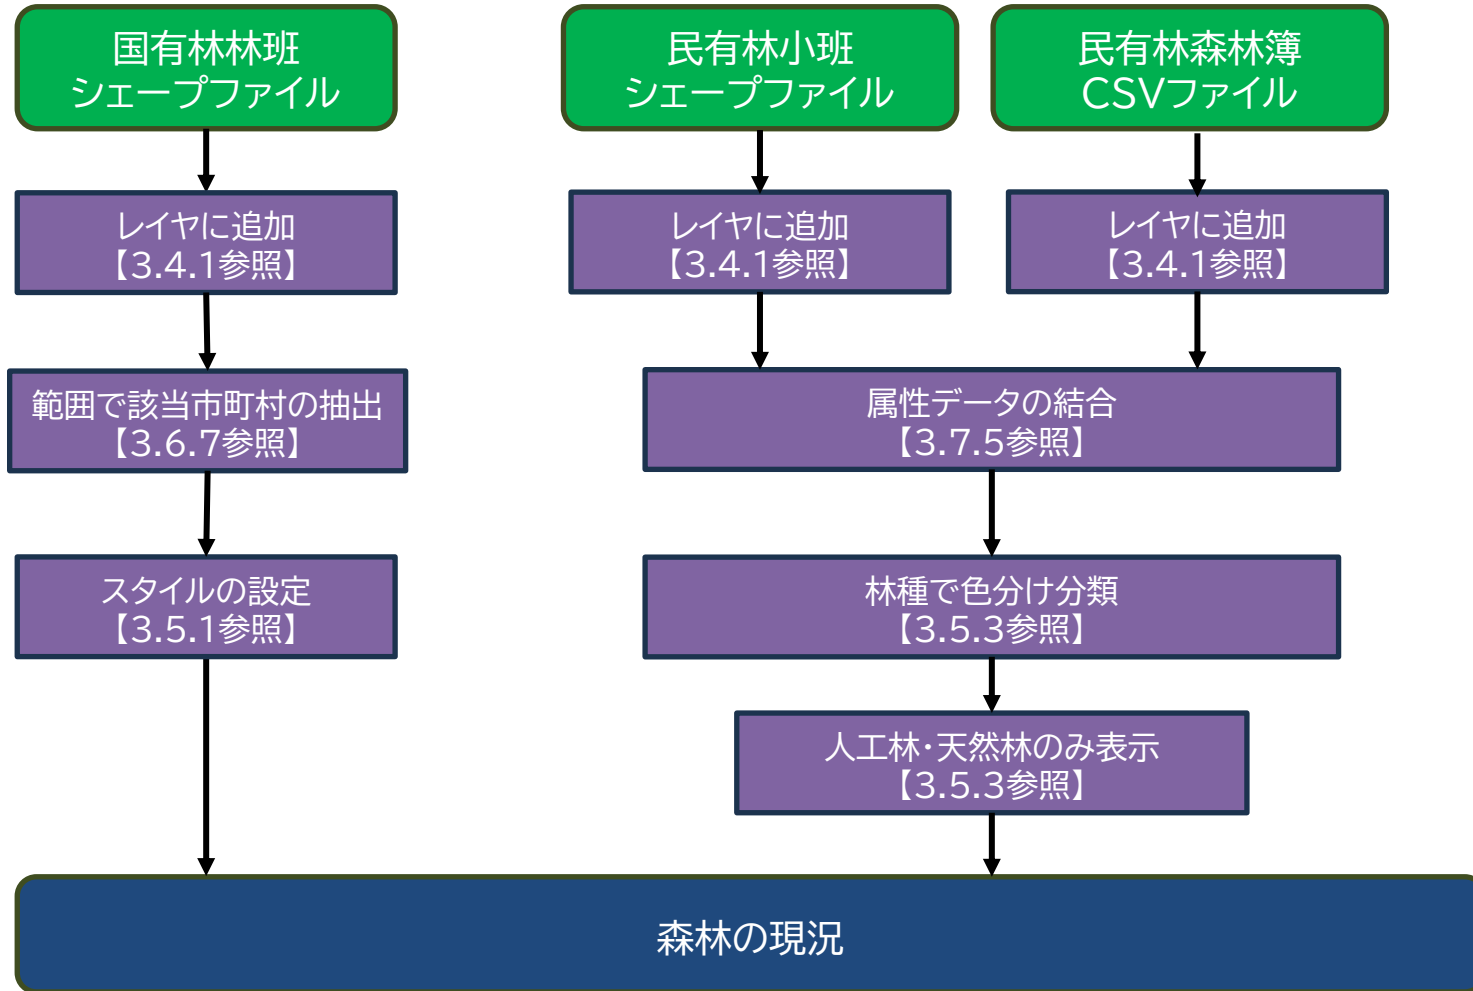 国有林林班
シェープファイル
民有林小班
シェープファイル
民有林森林簿
CSVファイル
レイヤに追加
【3.4.1参照】
レイヤに追加
【3.4.1参照】
レイヤに追加
【3.4.1参照】
範囲で該当市町村の抽出
【3.6.7参照】
属性データの結合
【3.7.5参照】
スタイルの設定
【3.5.1参照】
林種で色分け分類
【3.5.3参照】
人工林・天然林のみ表示
【3.5.3参照】
森林の現況